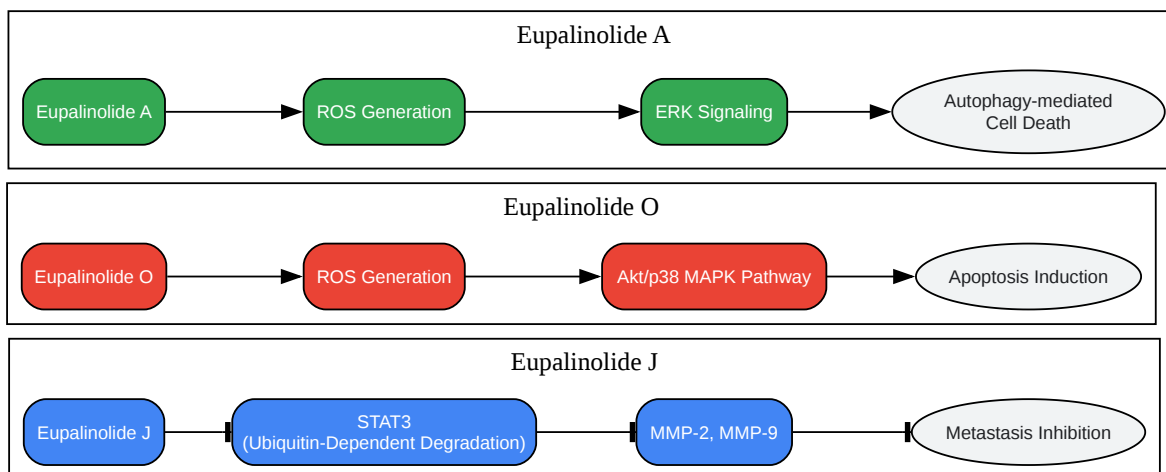 Eupalinolide A
Eupalinolide A
ROS Generation
ERK Signaling
Autophagy-mediated
Cell Death
Eupalinolide O
Eupalinolide O
ROS Generation
Akt/p38 MAPK Pathway
Apoptosis Induction
Eupalinolide J
Eupalinolide J
STAT3
(Ubiquitin-Dependent Degradation)
MMP-2, MMP-9
Metastasis Inhibition